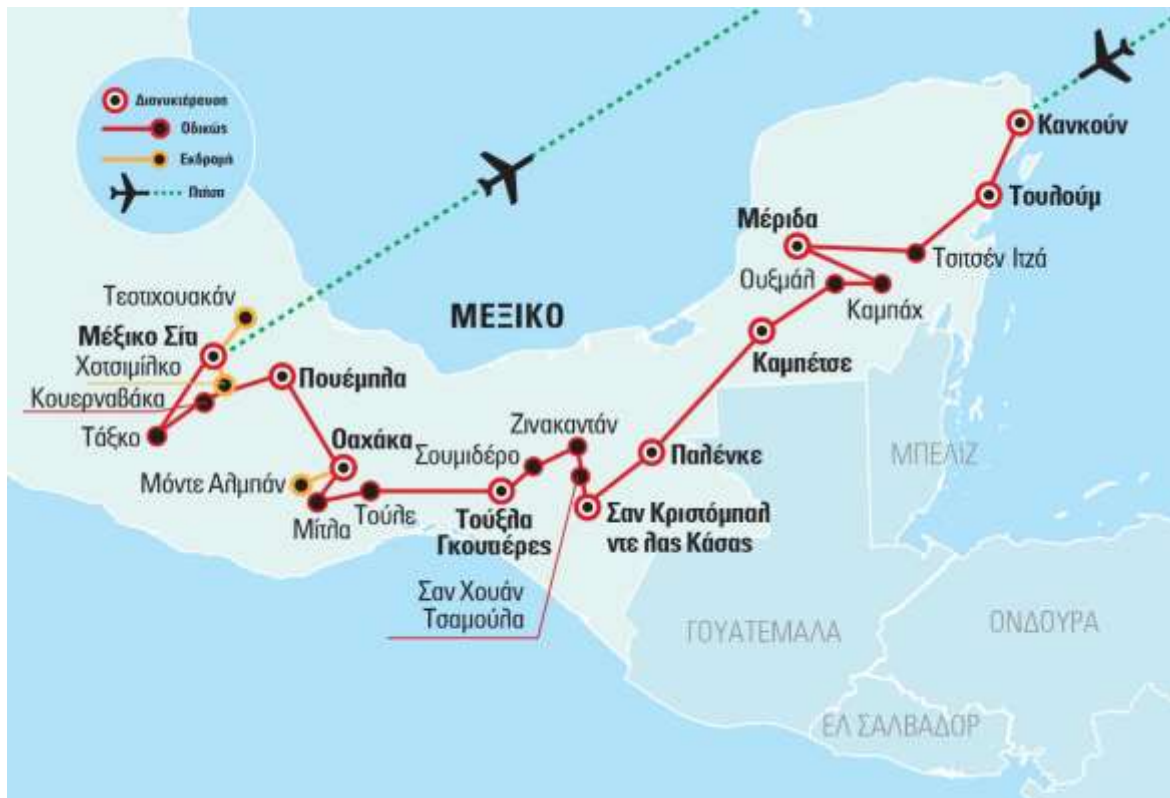 Διανυκτέρευση
Οδικώς
Εκδρομή
Πτήση
Κανκούν
Τουλούμ
Μέριδα
Τσιτσέν Ιτζά
Ουξμάλ
Καμπάχ
Τεοτιχουακάν
ΜΕΞΙΚΟ
Μέξικο Σίτι
Χοτσιμίλκο
Καμπέτσε
Κουερναβάκα
Πουέμπλα
Τάξκο
Οαχάκα
Ζινακαντάν
Σουμιδέρο
Παλένκε
ΜΠΕΛΙΖ
Μόντε Αλμπάν
Μίτλα
Τούλε
Τούξλα
Γκουτιέρες
Σαν Κριστόμπαλ
ντε λας Κάσας
Σαν Χουάν
Τσαμούλα
ΓΟΥΑΤΕΜΑΛΑ
ΟΝΔΟΥΡΑ
ΕΛ ΣΑΛΒΑΔΟΡ